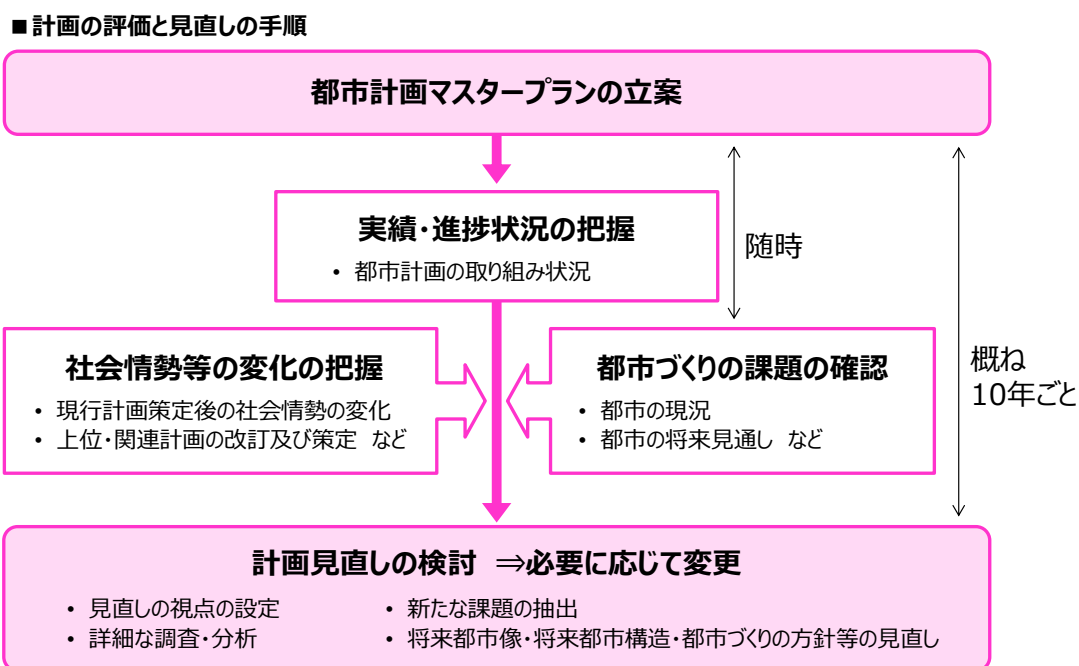 ■計画の評価と見直しの手順
都市計画マスタープランの立案
実績・進捗状況の把握
• 都市計画の取り組み状況
随時
社会情勢等の変化の把握
• 現行計画策定後の社会情勢の変化
• 上位・関連計画の改訂及び策定 など
都市づくりの課題の確認
• 都市の現況
• 都市の将来見通し など
概ね
10年ごと
計画見直しの検討 ⇒必要に応じて変更
• 見直しの視点の設定
• 詳細な調査・分析
• 新たな課題の抽出
• 将来都市像・将来都市構造・都市づくりの方針等の見直し